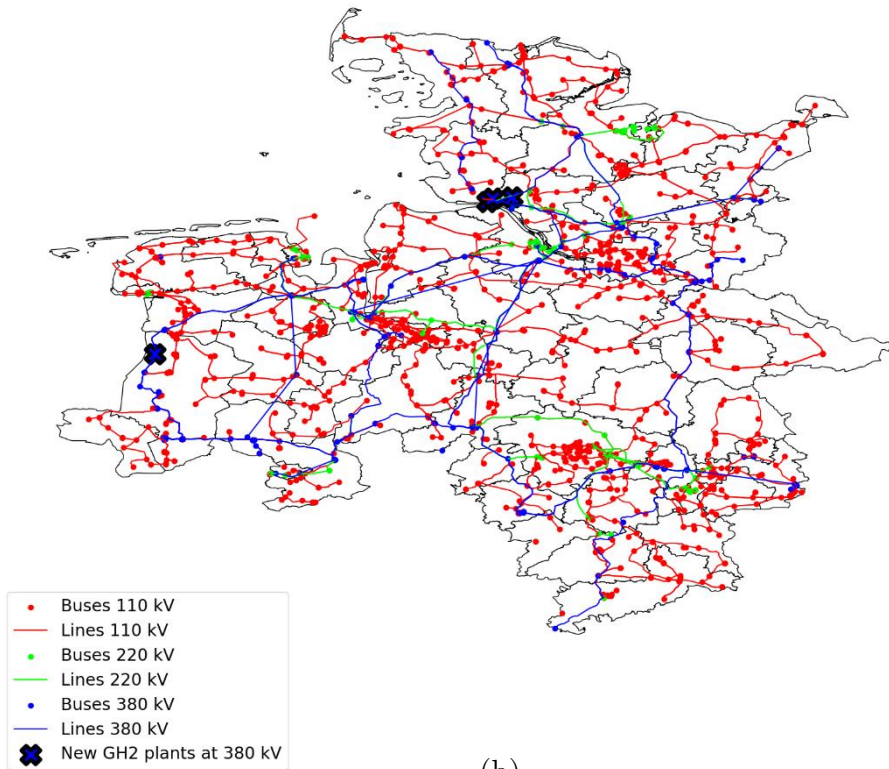 Buses 110 kV
Lines 110 kV
Buses 220 kV
Lines 220 kV
Buses 380 kV
Lines 380 kV
New GH2 plants at 380 kV
(b)